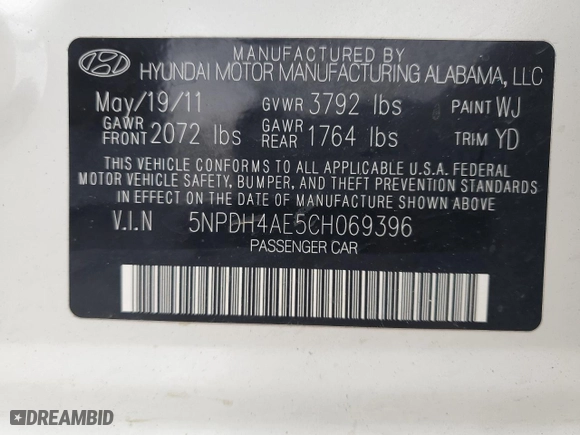 MANUFACTURED BY
HYUNDAI MOTOR MANUFACTURING ALABAMA, LLC
May/19/11 GVWR 3792 lbs PAINT WJ
GAWR FRONT 2072 lbs GAWR REAR 1764 lbs TRIM YD
THIS VEHICLE CONFORMS TO ALL APPLICABLE U.S.A. FEDERAL
MOTOR VEHICLE SAFETY, BUMPER, AND THEFT PREVENTION STANDARDS
IN EFFECT ON THE DATE OF MANUFACTURE SHOWN ABOVE
V.I.N 5NPDH4AE5CH069396
PASSENGER CAR
DREAMBID